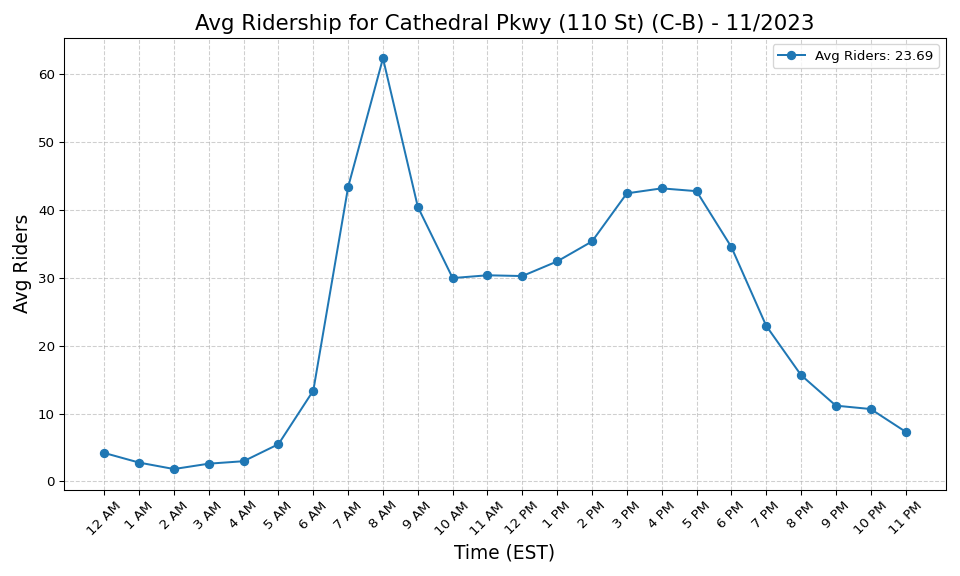 Avg Ridership for Cathedral Pkwy (110 St) (C-B) - 11/2023
Avg Riders: 23.69
Avg Riders
60
50
40
30
20
10
0
12 AM
1 AM
2 AM
3 AM
4 AM
5 AM
6 AM
7 AM
8 AM
9 AM
10 AM
11 AM
12 PM
1 PM
2 PM
3 PM
4 PM
5 PM
6 PM
7 PM
8 PM
9 PM
10 PM
11 PM
Time (EST)